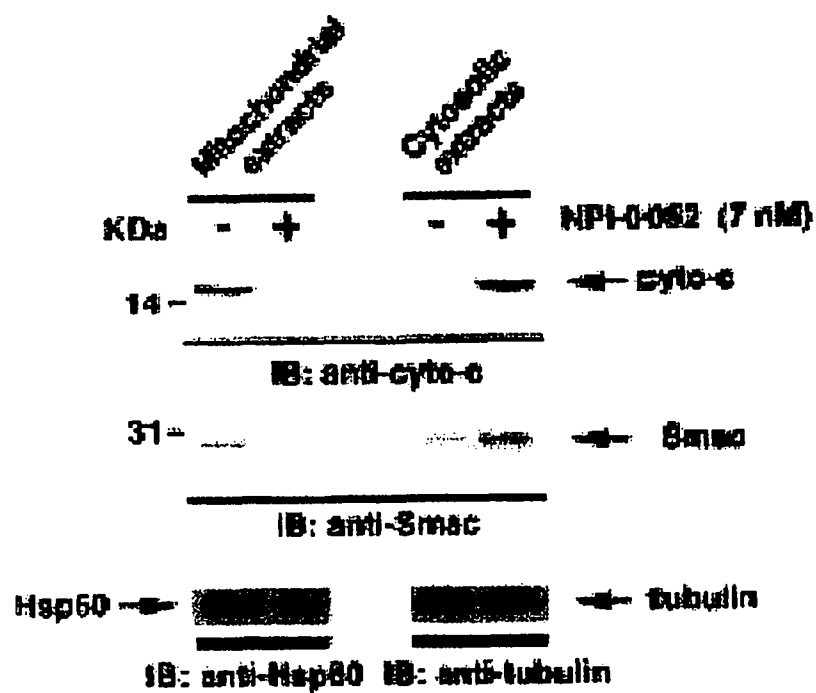 Mitochondrial
extracts
Cytosolic
extracts
KDa - + - + NPI-0052 (7 nM)
14 cyto-c
IB: anti-cyto-c
31 Smac
IB: anti-Smac
Hsp60 tubulin
IB: anti-Hsp60 IB: anti-tubulin